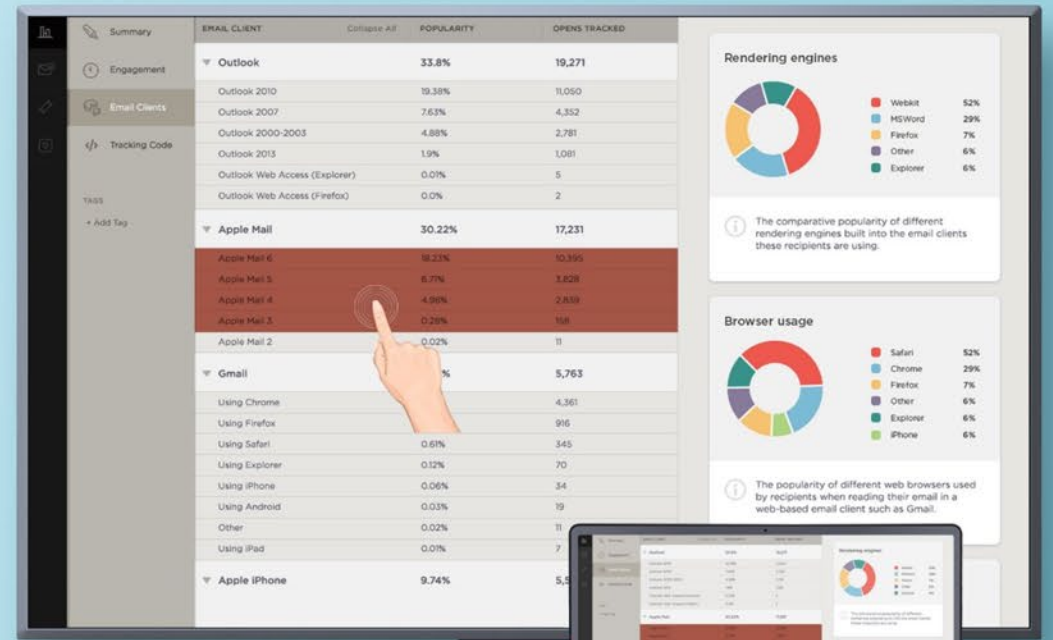 Summary
Engagement
Email Clients
Tracking Code
TAGS
+ Add Tag
EMAIL CLIENT Collapse All POPULARITY OPENS TRACKED
Outlook 33.8% 19,271
Outlook 2010 19.38% 11,050
Outlook 2007 7.63% 4,352
Outlook 2000-2003 4.88% 2,781
Outlook 2013 1.9% 1,081
Outlook Web Access (Explorer) 0.01% 5
Outlook Web Access (Firefox) 0.0% 2
Apple Mail 30.22% 17,231
Apple Mail 6 18.23% 10,395
Apple Mail 5 6.71% 3,828
Apple Mail 4 4.96% 2,839
Apple Mail 3 0.28% 158
Apple Mail 2 0.02% 11
Gmail % 5,763
Using Chrome 4,361
Using Firefox 916
Using Safari 0.61% 345
Using Explorer 0.12% 70
Using iPhone 0.06% 34
Using Android 0.03% 19
Other 0.02% 11
Using iPad 0.01% 7
Apple iPhone 9.74% 5,5
Rendering engines
Webkit 52%
MSWord 29%
Firefox 7%
Other 6%
Explorer 6%
The comparative popularity of different
rendering engines built into the email clients
these recipients are using.
Browser usage
Safari 52%
Chrome 29%
Firefox 7%
Other 6%
Explorer 6%
iPhone 6%
The popularity of different web browsers used
by recipients when reading their email in a
web-based email client such as Gmail.
Rendering engines